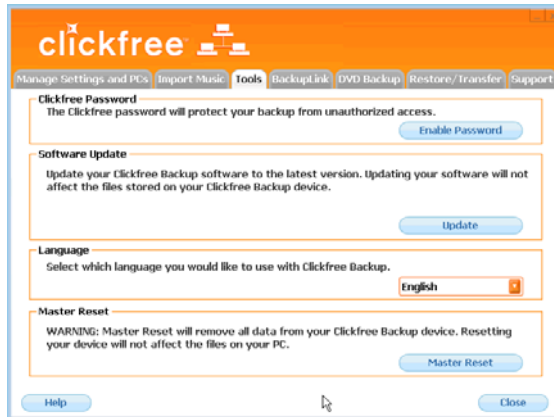 clickfree
Manage Settings and PCs Import Music Tools BackupLink DVD Backup Restore/Transfer Support
Clickfree Password
The Clickfree password will protect your backup from unauthorized access.
Enable Password
Software Update
Update your Clickfree Backup software to the latest version. Updating your software will not
affect the files stored on your Clickfree Backup device.
Update
Language
Select which language you would like to use with Clickfree Backup.
English
Master Reset
WARNING: Master Reset will remove all data from your Clickfree Backup device. Resetting
your device will not affect the files on your PC.
Master Reset
Help Close